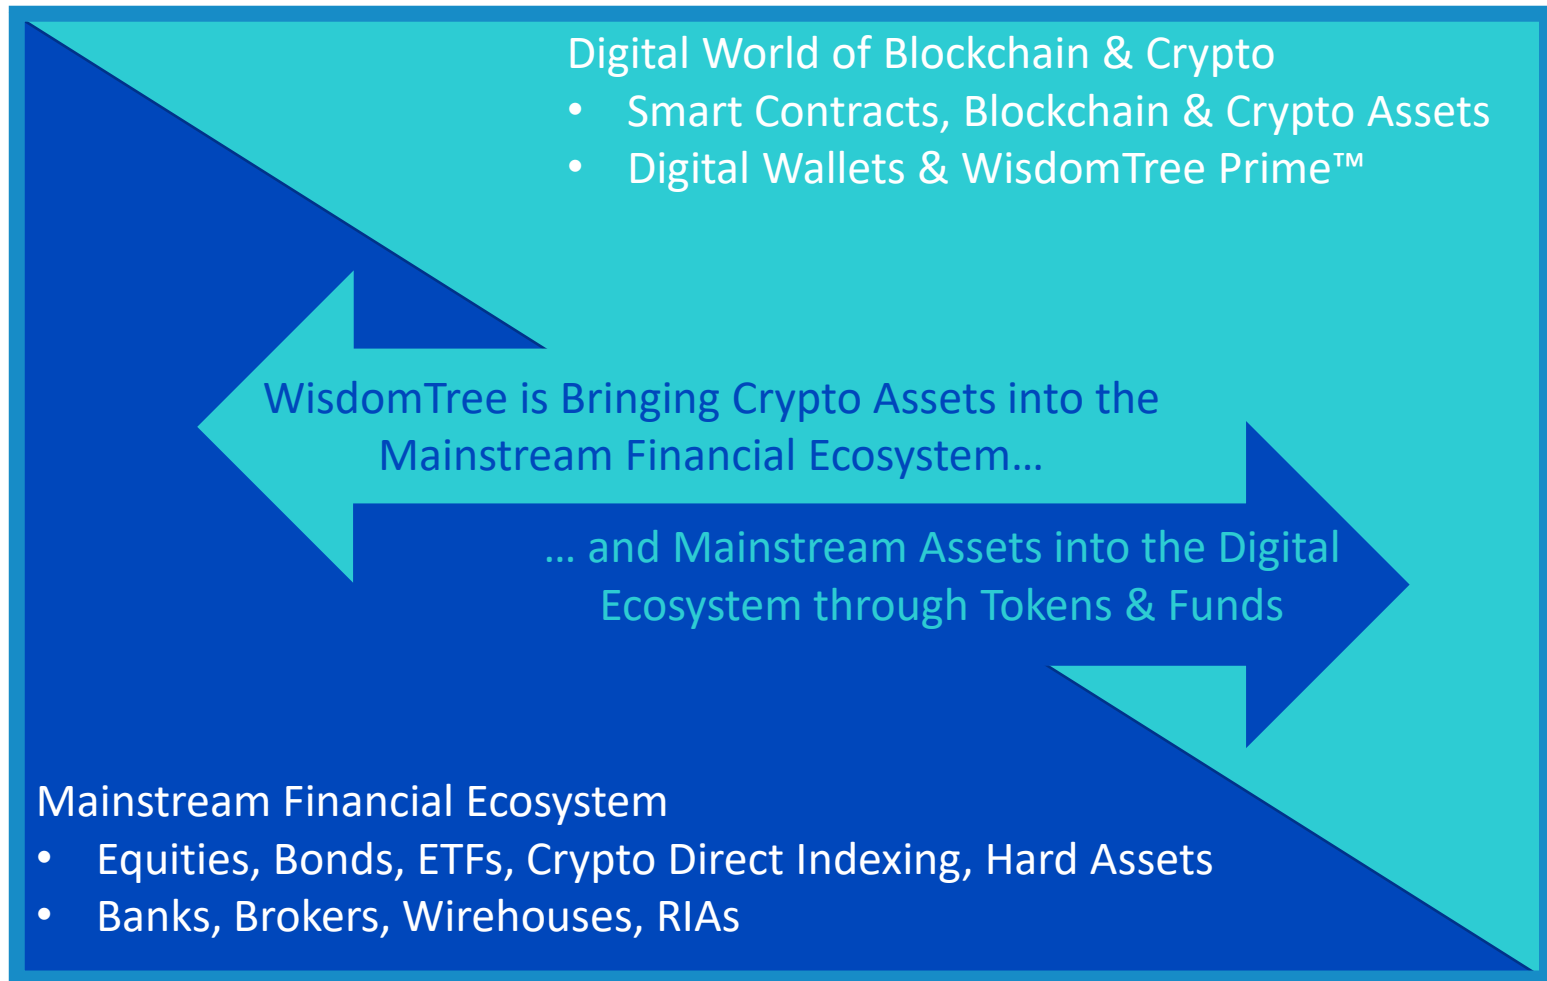 Digital World of Blockchain & Crypto
• Smart Contracts, Blockchain & Crypto Assets
• Digital Wallets & WisdomTree Prime™
WisdomTree is Bringing Crypto Assets into the
Mainstream Financial Ecosystem…
… and Mainstream Assets into the Digital
Ecosystem through Tokens & Funds
Mainstream Financial Ecosystem
• Equities, Bonds, ETFs, Crypto Direct Indexing, Hard Assets
• Banks, Brokers, Wirehouses, RIAs